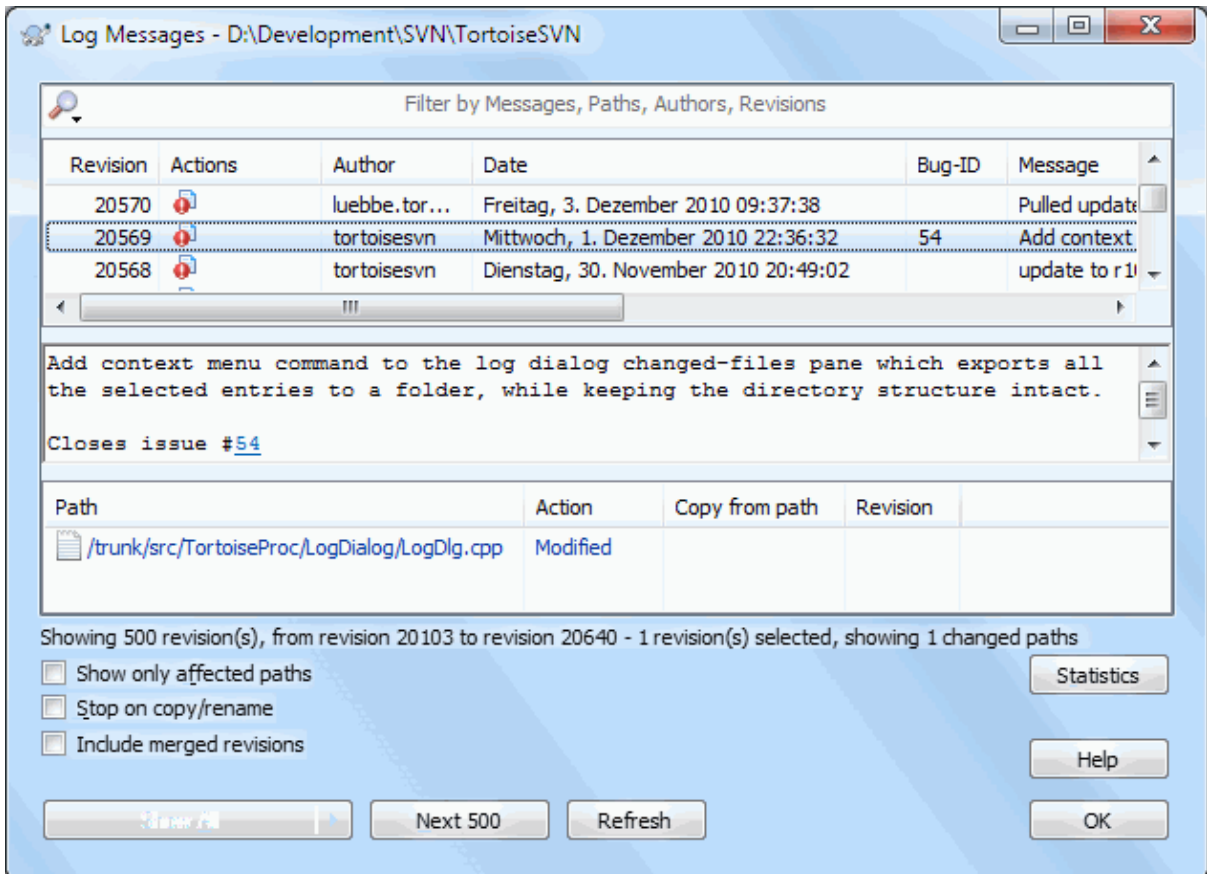 Log Messages - D:\Development\SVN\TortoiseSVN
Filter by Messages, Paths, Authors, Revisions
Revision Actions Author Date Bug-ID Message
20570 luebbe.tor... Freitag, 3. Dezember 2010 09:37:38 Pulled update
20569 tortoisesvn Mittwoch, 1. Dezember 2010 22:36:32 54 Add context
20568 tortoisesvn Dienstag, 30. November 2010 20:49:02 update to
Add context menu command to the log dialog changed-files pane which exports all
the selected entries to a folder, while keeping the directory structure intact.
Closes issue #54
Path Action Copy from path Revision
/trunk/src/TortoiseProc/LogDialog/LogDlg.cpp Modified
Showing 500 revision(s), from revision 20103 to revision 20640 - 1 revision(s) selected, showing 1 changed paths
Show only affected paths
Statistics
Stop on copy/rename
Include merged revisions
Help
Next 500 Refresh OK